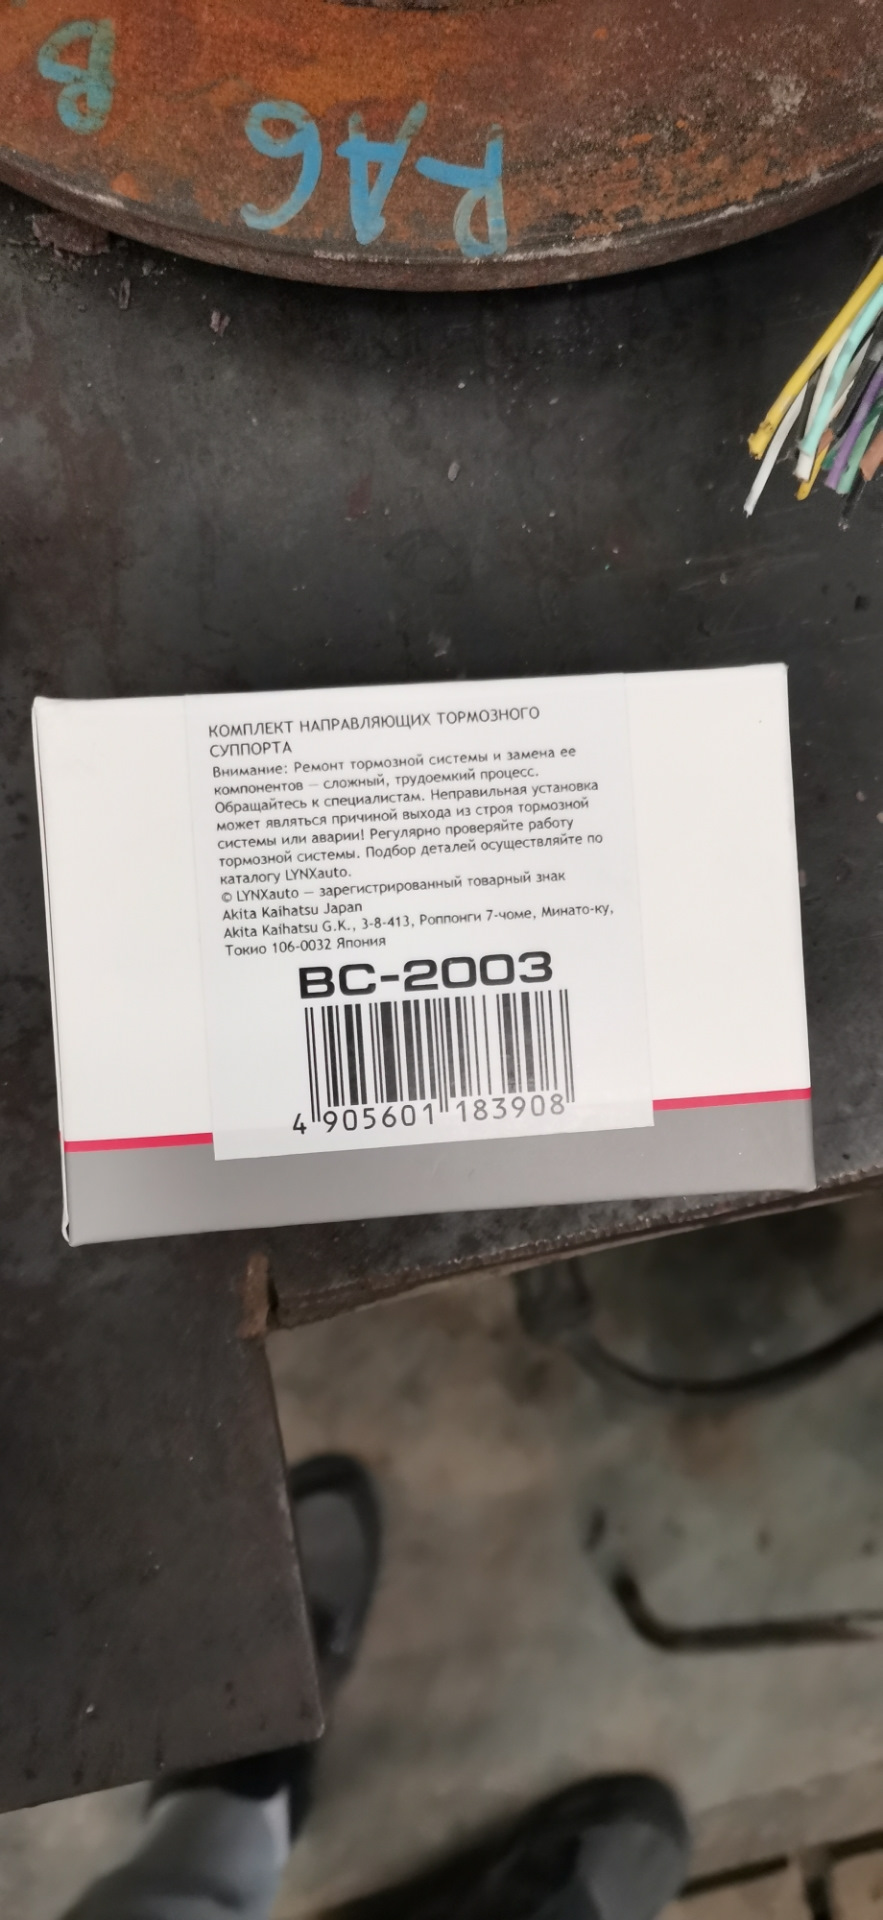 B
RAG
КОМПЛЕКТ НАПРАВЛЯЮЩИХ ТОРМОЗНОГО
СУППОРТА
Внимание: Ремонт тормозной системы и замена ее
компонентов — сложный, трудоемкий процесс.
Обращайтесь к специалистам. Неправильная установка
может являться причиной выхода из строя тормозной
системы или аварии! Регулярно проверяйте работу
тормозной системы. Подбор деталей осуществляйте по
каталогу LYNXauto.
© LYNXauto — зарегистрированный товарный знак
Akita Kaihatsu Japan
Akita Kaihatsu G.K., 3-8-413, Роппонги 7-чоме, Минато-ку,
Токио 106-0032 Япония
BC-2003
4 905601 183908